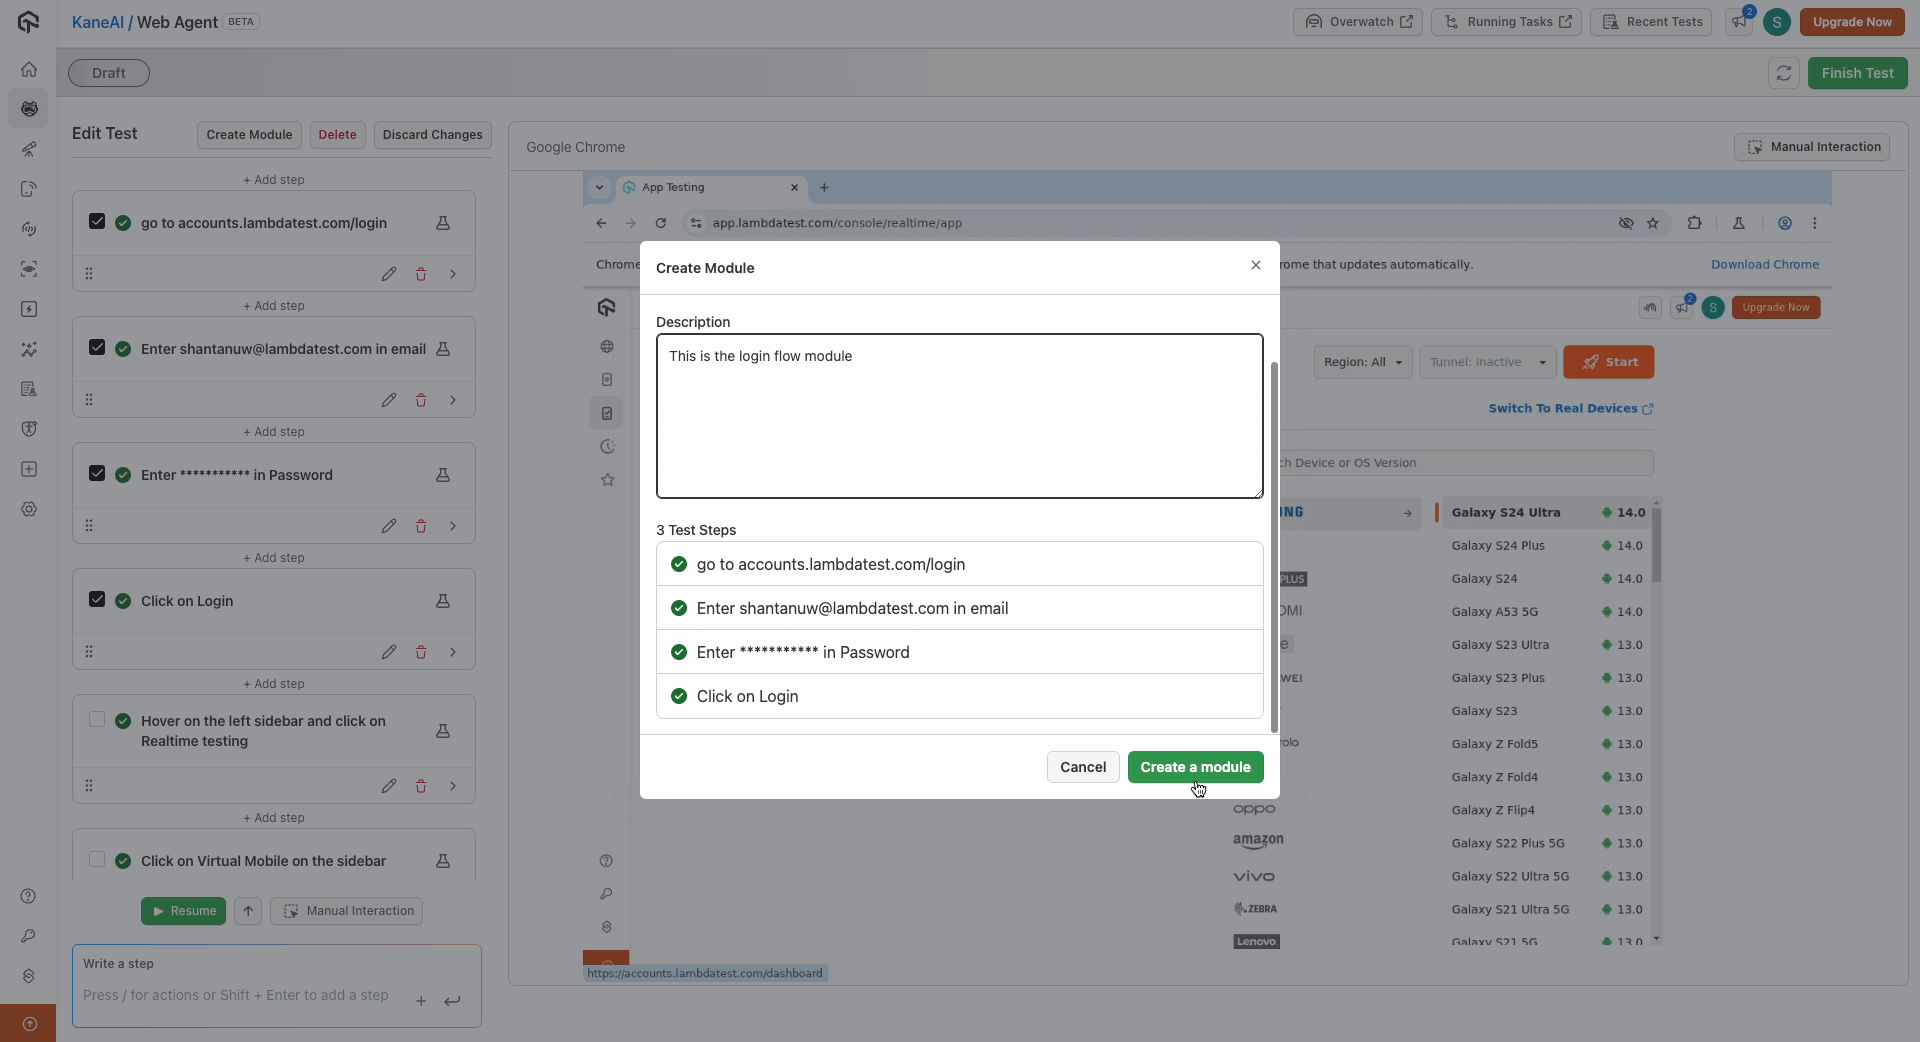 KaneAI / Web Agent BETA
Overwatch
Running Tasks
Recent Tests
2
S
Upgrade Now
Draft
Finish Test
Edit Test
Create Module
Delete
Discard Changes
+ Add step
go to accounts.lambdatest.com/login
+ Add step
Enter shantanuw@lambdatest.com in email
+ Add step
Enter *********** in Password
+ Add step
Click on Login
+ Add step
Hover on the left sidebar and click on
Realtime testing
+ Add step
Click on Virtual Mobile on the sidebar
Resume
Manual Interaction
Write a step
Press / for actions or Shift + Enter to add a step
Google Chrome
Manual Interaction
App Testing
app.lambdatest.com/console/realtime/app
Chrome
rome that updates automatically.
Download Chrome
2
S
Upgrade Now
Region: All
Tunnel: Inactive
Start
Switch To Real Devices
ch Device or OS Version
Create Module
Description
This is the login flow module
3 Test Steps
go to accounts.lambdatest.com/login
Enter shantanuw@lambdatest.com in email
Enter *********** in Password
Click on Login
Cancel
Create a module
NG
PLUS
OMI
e
WEI
rola
oppo
amazon
vivo
ZEBRA
Lenovo
Galaxy S24 Ultra 14.0
Galaxy S24 Plus 14.0
Galaxy S24 14.0
Galaxy A53 5G 14.0
Galaxy S23 Ultra 13.0
Galaxy S23 Plus 13.0
Galaxy S23 13.0
Galaxy Z Fold5 13.0
Galaxy Z Fold4 13.0
Galaxy Z Flip4 13.0
Galaxy S22 Plus 5G 13.0
Galaxy S22 Ultra 5G 13.0
Galaxy S21 Ultra 5G 13.0
Galaxy S21 5G 13.0
https://accounts.lambdatest.com/dashboard